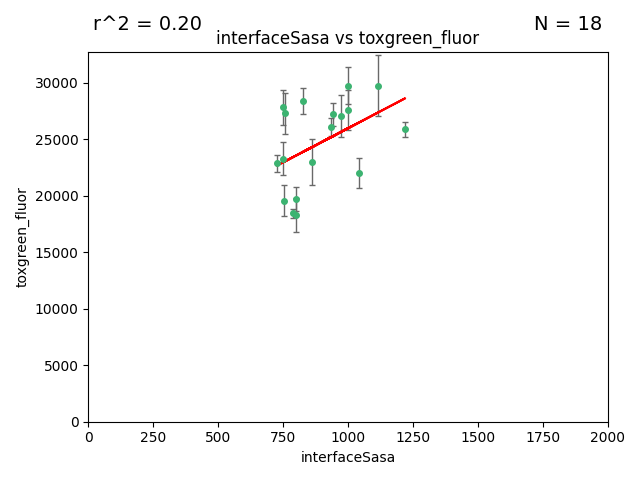 r^2 = 0.20
N = 18
interfaceSasa vs toxgreen_fluor
30000
25000
20000
15000
10000
5000
0
toxgreen_fluor
0 250 500 750 1000 1250 1500 1750 2000
interfaceSasa